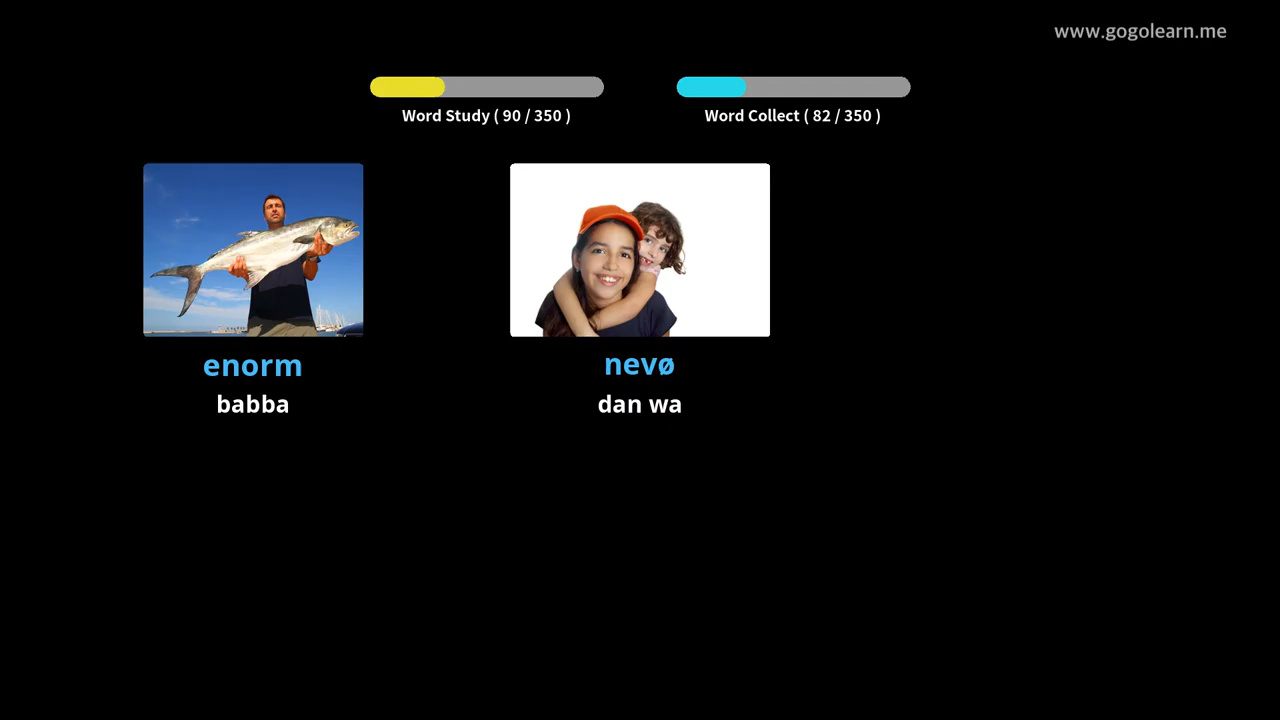 www.gogolearn.me
Word Study ( 90 / 350 )
Word Collect ( 82 / 350 )
enorm
babba
nevø
dan wa